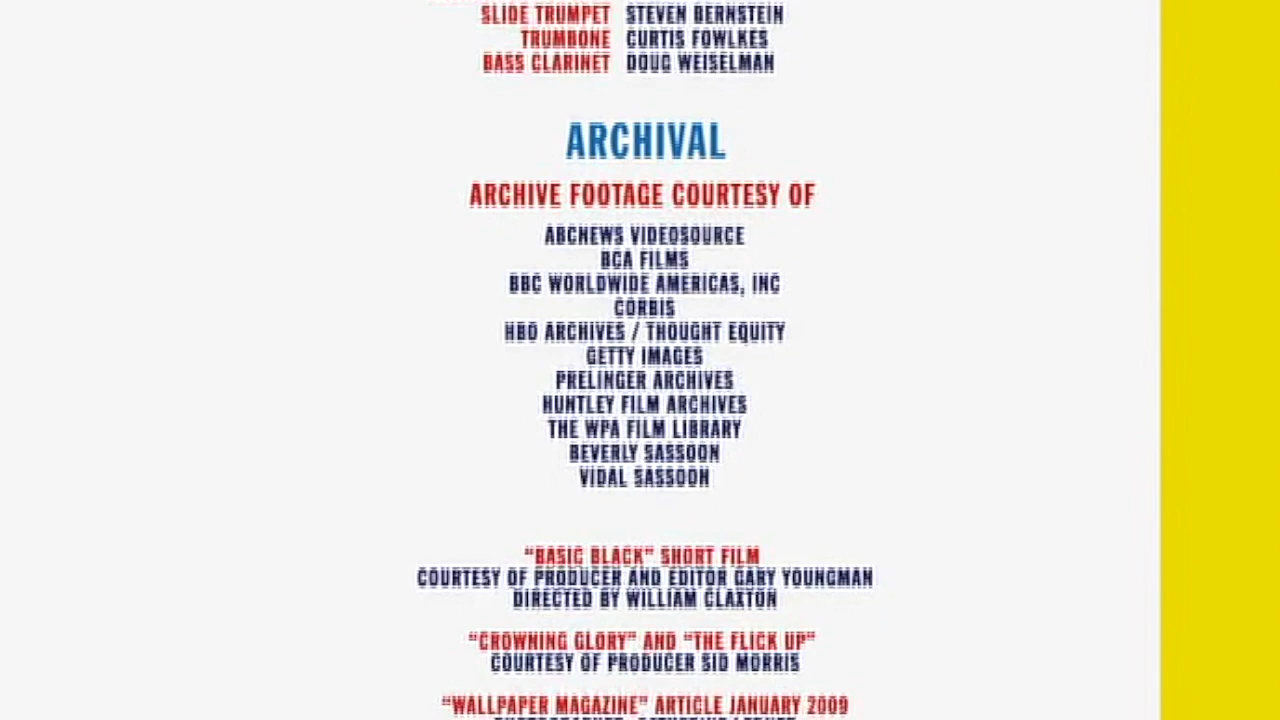 SLIDE TRUMPET STEVEN BERNSTEIN
TROMBONE CURTIS FOWLKES
BASS CLARINET DOUG WEISELMAN
ARCHIVAL
ARCHIVE FOOTAGE COURTESY OF
ABCNEWS VIDEOSOURCE
BCA FILMS
BBC WORLDWIDE AMERICAS, INC
CORBIS
HBO ARCHIVES / THOUGHT EQUITY
GETTY IMAGES
PRELINGER ARCHIVES
HUNTLEY FILM ARCHIVES
THE WPA FILM LIBRARY
BEVERLY SASSOON
VIDAL SASSOON
“BASIC BLACK” SHORT FILM
COURTESY OF PRODUCER AND EDITOR GARY YOUNGMAN
DIRECTED BY WILLIAM CLAXTON
“CROWNING GLORY” AND “THE FLICK UP”
COURTESY OF PRODUCER SID MORRIS
“WALLPAPER MAGAZINE” ARTICLE JANUARY 2009